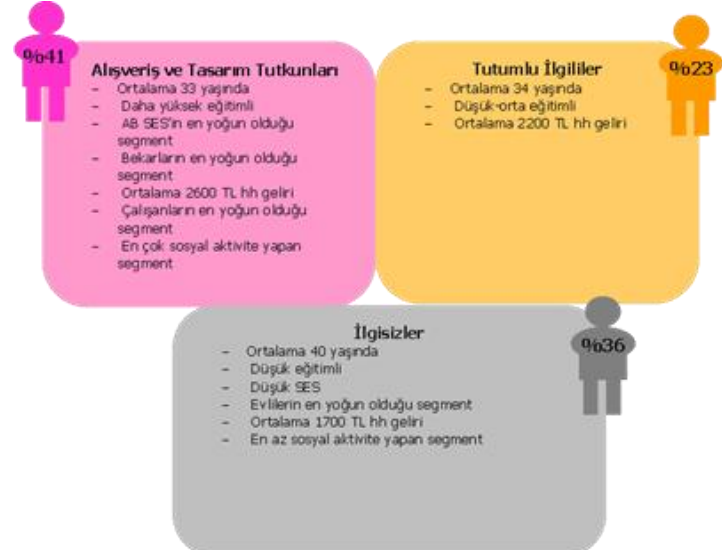 %41
Alışveriş ve Tasarım Tutkunları
– Ortalama 33 yaşında
– Daha yüksek eğitimli
– AB SES'in en yoğun olduğu
segment
– Bekarların en yoğun olduğu
segment
– Ortalama 2600 TL hh geliri
– Çalışanların en yoğun olduğu
segment
– En çok sosyal aktivite yapan
segment
%23
Tutumlu İlgililer
– Ortalama 34 yaşında
– Düşük-orta eğitimli
– Ortalama 2200 TL hh geliri
%36
İlgisizler
– Ortalama 40 yaşında
– Düşük eğitimli
– Düşük SES
– Evlilerin en yoğun olduğu segment
– Ortalama 1700 TL hh geliri
– En az sosyal aktivite yapan segment